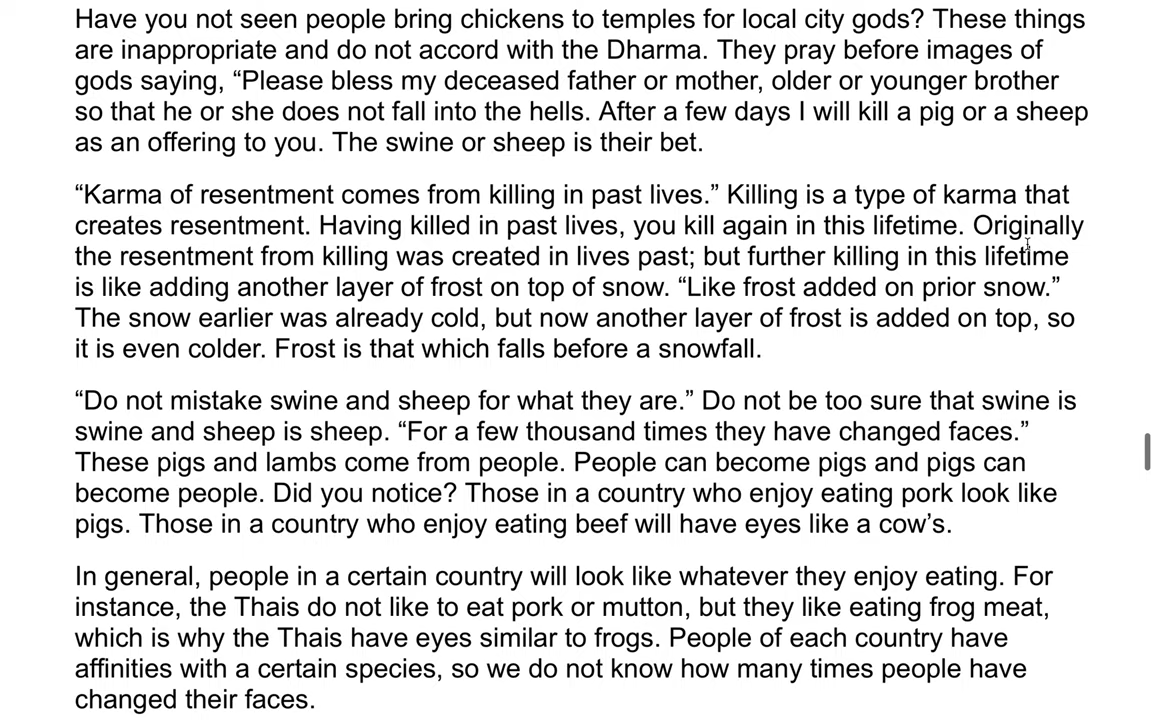 Have you not seen people bring chickens to temples for local city gods? These things
are inappropriate and do not accord with the Dharma. They pray before images of
gods saying, “Please bless my deceased father or mother, older or younger brother
so that he or she does not fall into the hells. After a few days I will kill a pig or a sheep
as an offering to you. The swine or sheep is their bet.
“Karma of resentment comes from killing in past lives.” Killing is a type of karma that
creates resentment. Having killed in past lives, you kill again in this lifetime. Originally
the resentment from killing was created in lives past; but further killing in this lifetime
is like adding another layer of frost on top of snow. “Like frost added on prior snow.”
The snow earlier was already cold, but now another layer of frost is added on top, so
it is even colder. Frost is that which falls before a snowfall.
“Do not mistake swine and sheep for what they are.” Do not be too sure that swine is
swine and sheep is sheep. “For a few thousand times they have changed faces.”
These pigs and lambs come from people. People can become pigs and pigs can
become people. Did you notice? Those in a country who enjoy eating pork look like
pigs. Those in a country who enjoy eating beef will have eyes like a cow’s.
In general, people in a certain country will look like whatever they enjoy eating. For
instance, the Thais do not like to eat pork or mutton, but they like eating frog meat,
which is why the Thais have eyes similar to frogs. People of each country have
affinities with a certain species, so we do not know how many times people have
changed their faces.